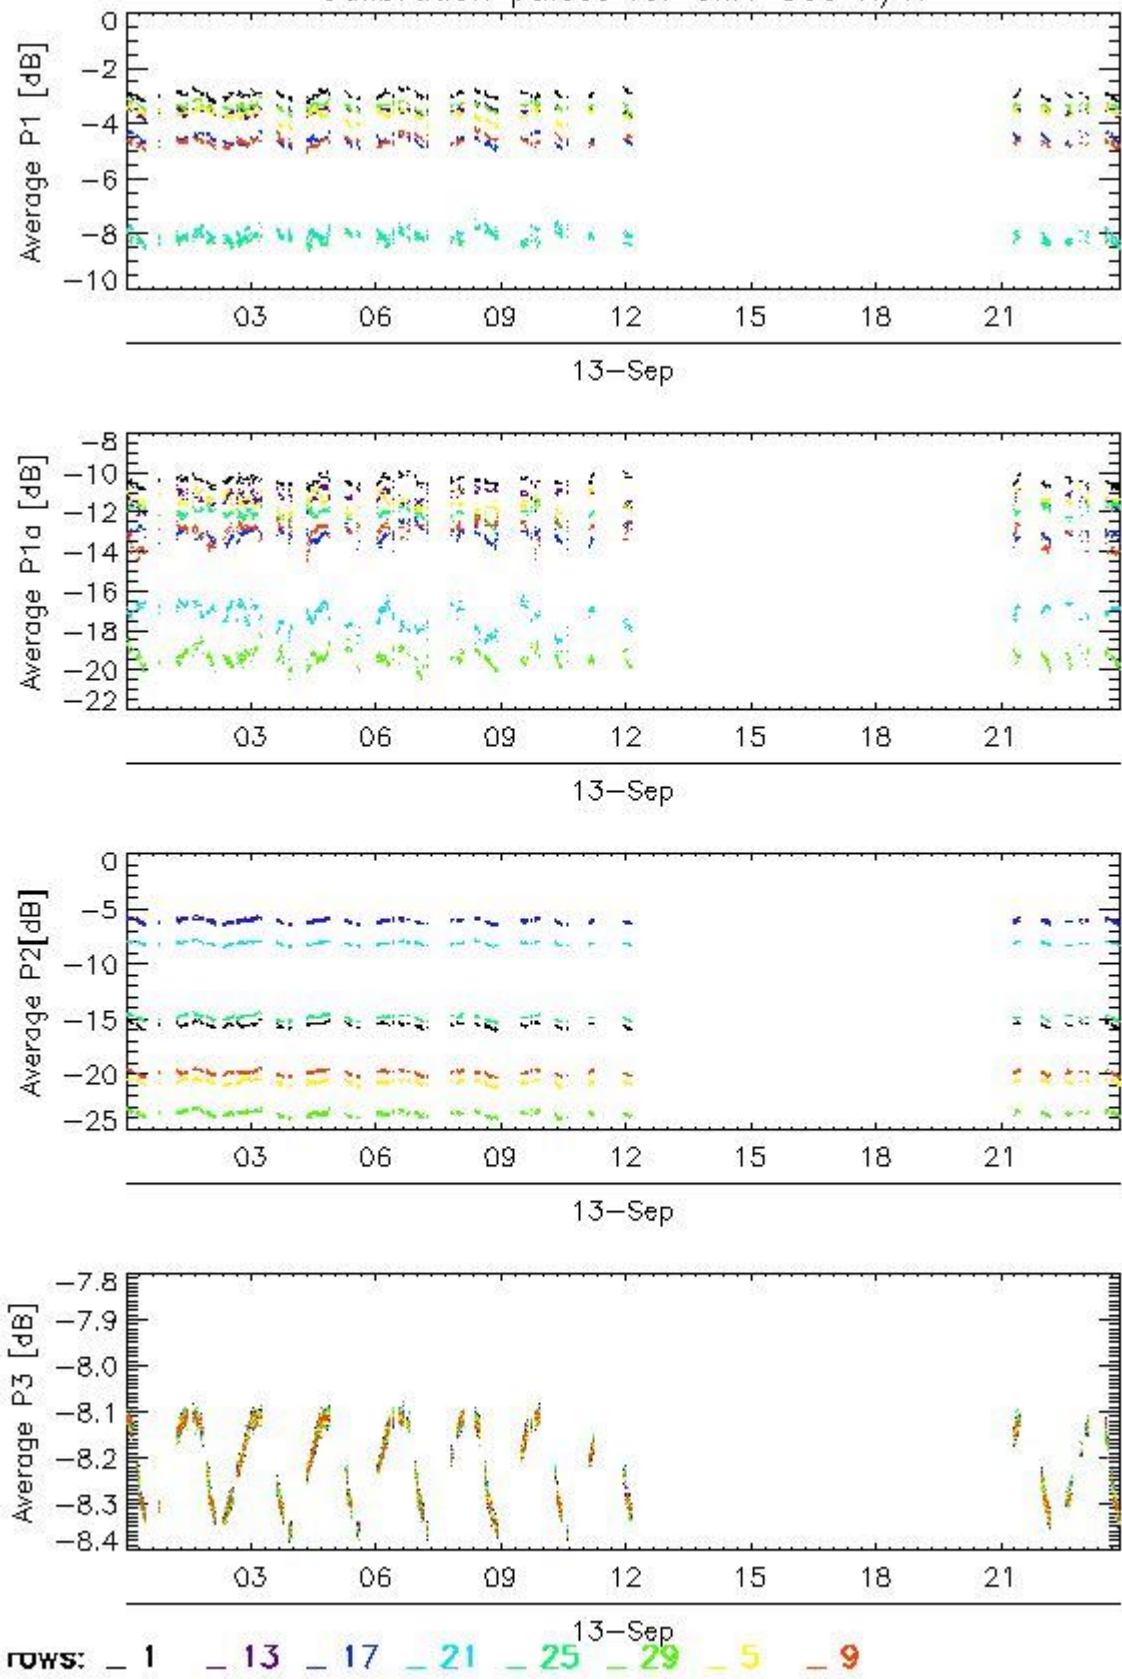 0
−2
−4
−6
−8
−10
Average P1 [dB]
03 06 09 12 15 18 21
13−Sep
−8
−10
−12
−14
−16
−18
−20
−22
Average P1a [dB]
03 06 09 12 15 18 21
13−Sep
0
−5
−10
−15
−20
−25
Average P2[dB]
03 06 09 12 15 18 21
13−Sep
−7.8
−7.9
−8.0
−8.1
−8.2
−8.3
−8.4
Average P3 [dB]
03 06 09 12 15 18 21
13−Sep
rows: _ 1 _ 13 _ 17 _ 21 _ 25 _ 29 _ 5 _ 9